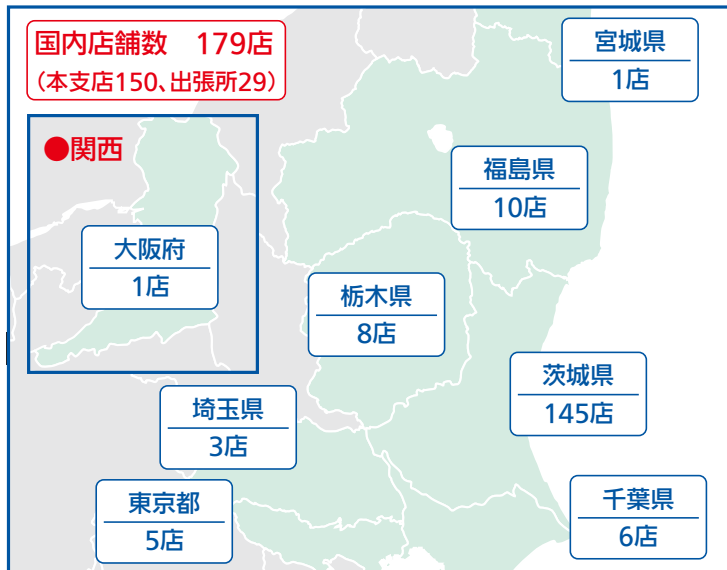 国内店舗数　179店
（本支店150、出張所29）
宮城県
1店
●関西
福島県
10店
大阪府
1店
栃木県
8店
茨城県
145店
埼玉県
3店
東京都
5店
千葉県
6店